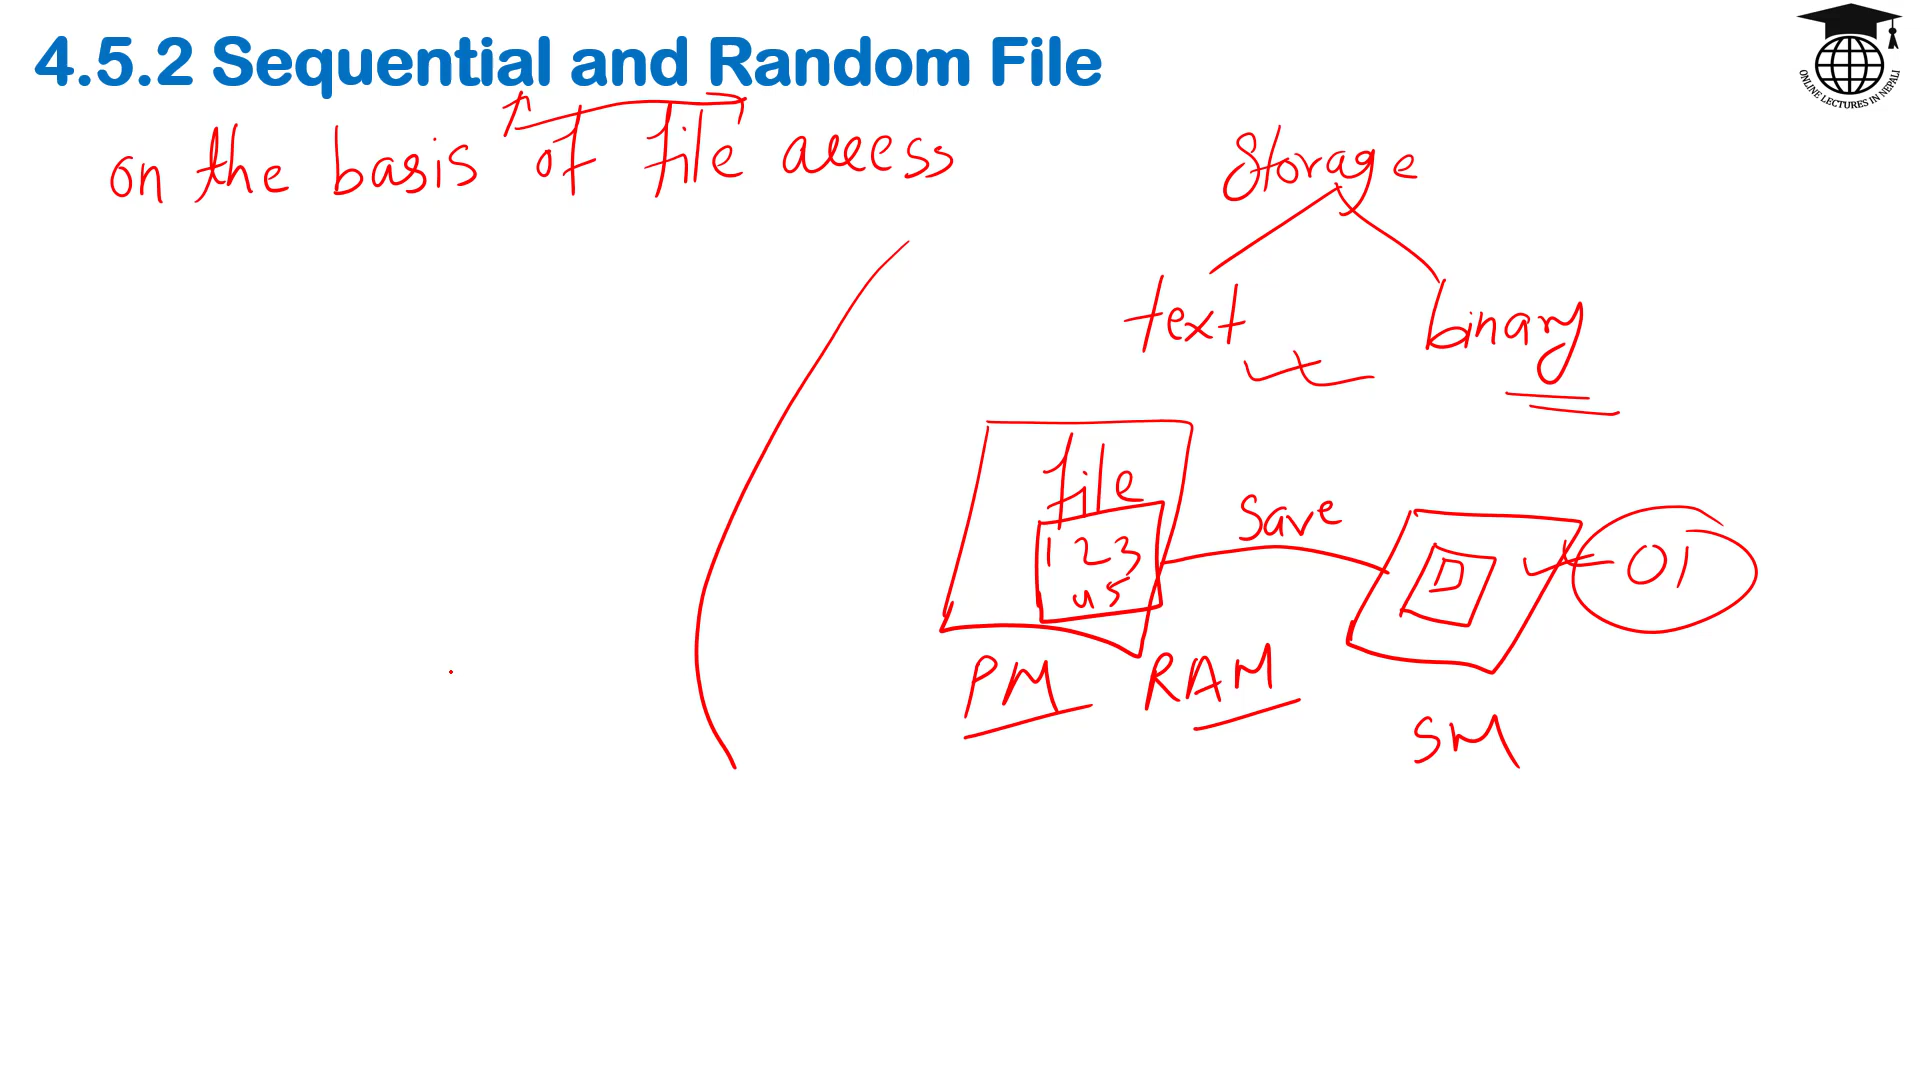 4.5.2 Sequential and Random File
ONLINE LECTURES IN NEPALI
on the basis of file access
Storage
text
binary
file
1 2 3
4 5
Save
D
01
PM
RAM
SM